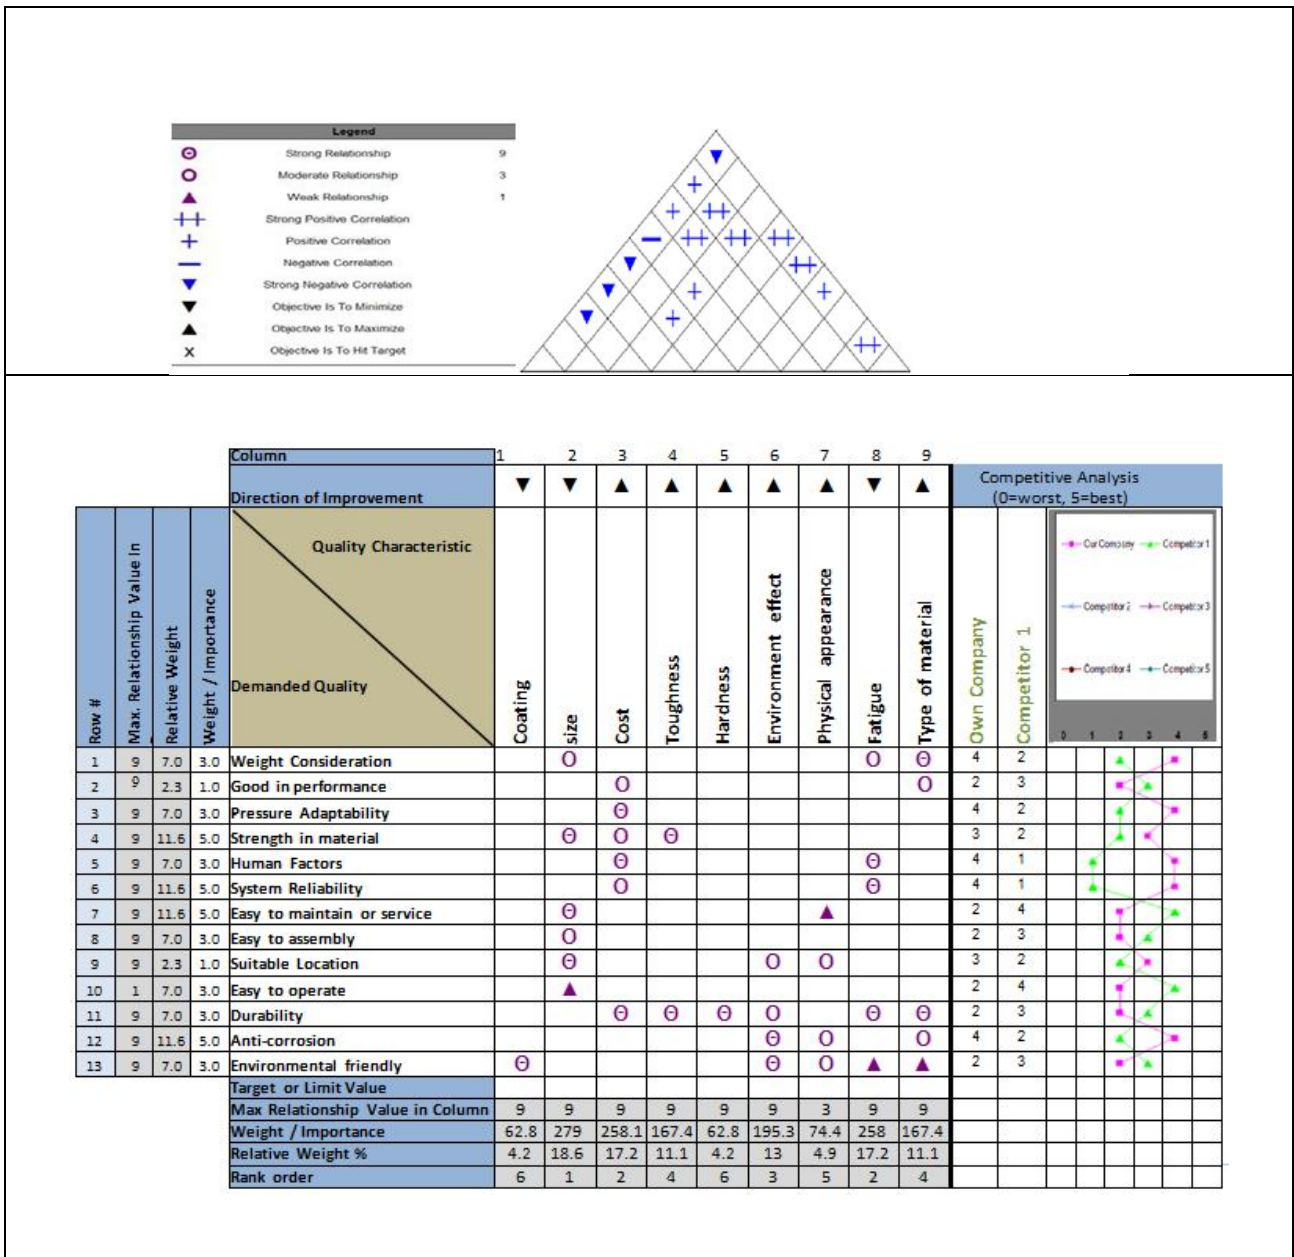 Legend
Strong Relationship 9
Moderate Relationship 3
Weak Relationship 1
Strong Positive Correlation
Positive Correlation
Negative Correlation
Strong Negative Correlation
Objective Is To Minimize
Objective Is To Maximize
X Objective Is To Hit Target
Column 1 2 3 4 5 6 7 8 9
Direction of Improvement
Competitive Analysis
(0=worst, 5=best)
Row #
Max. Relationship Value In
Relative Weight
Weight / Importance
Quality Characteristic
Demanded Quality
Coating
size
Cost
Toughness
Hardness
Environment effect
Physical appearance
Fatigue
Type of material
Own Company
Competitor 1
Our Company Competitor 1
Competitor 2 Competitor 3
Competitor 4 Competitor 5
0 1 2 3 4 5
1 9 7.0 3.0 Weight Consideration 4 2
2 9 2.3 1.0 Good in performance 2 3
3 9 7.0 3.0 Pressure Adaptability 4 2
4 9 11.6 5.0 Strength in material 3 2
5 9 7.0 3.0 Human Factors 4 1
6 9 11.6 5.0 System Reliability 4 1
7 9 11.6 5.0 Easy to maintain or service 2 4
8 9 7.0 3.0 Easy to assembly 2 3
9 9 2.3 1.0 Suitable Location 3 2
10 1 7.0 3.0 Easy to operate 2 4
11 9 7.0 3.0 Durability 2 3
12 9 11.6 5.0 Anti-corrosion 4 2
13 9 7.0 3.0 Environmental friendly 2 3
Target or Limit Value
Max Relationship Value in Column 9 9 9 9 9 9 3 9 9
Weight / Importance 62.8 279 258.1 167.4 62.8 195.3 74.4 258 167.4
Relative Weight % 4.2 18.6 17.2 11.1 4.2 13 4.9 17.2 11.1
Rank order 6 1 2 4 6 3 5 2 4